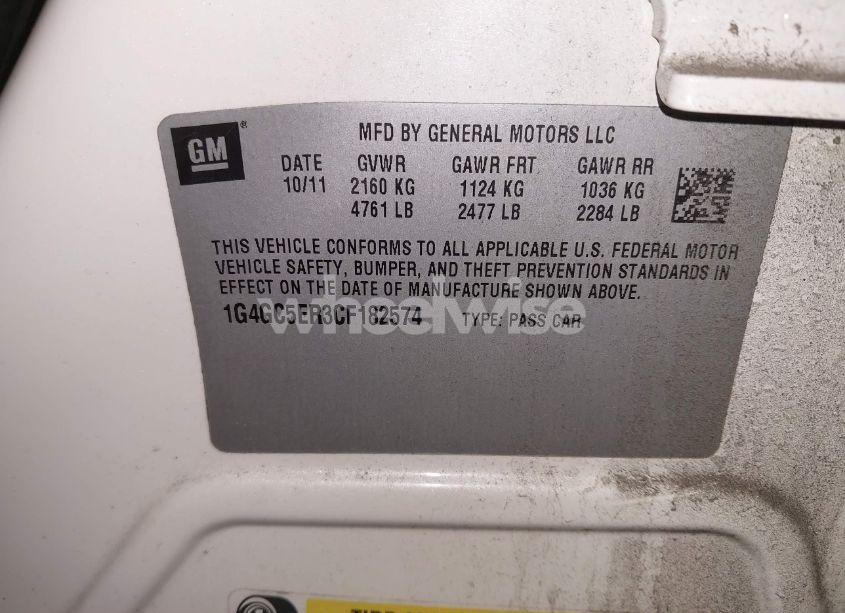 GM ®
MFD BY GENERAL MOTORS LLC
DATE GVWR GAWR FRT GAWR RR
10/11 2160 KG 1124 KG 1036 KG
4761 LB 2477 LB 2284 LB
THIS VEHICLE CONFORMS TO ALL APPLICABLE U.S. FEDERAL MOTOR
VEHICLE SAFETY, BUMPER, AND THEFT PREVENTION STANDARDS IN
EFFECT ON THE DATE OF MANUFACTURE SHOWN ABOVE.
wheelwise
1G4GC5ER3CF182574 TYPE: PASS CAR